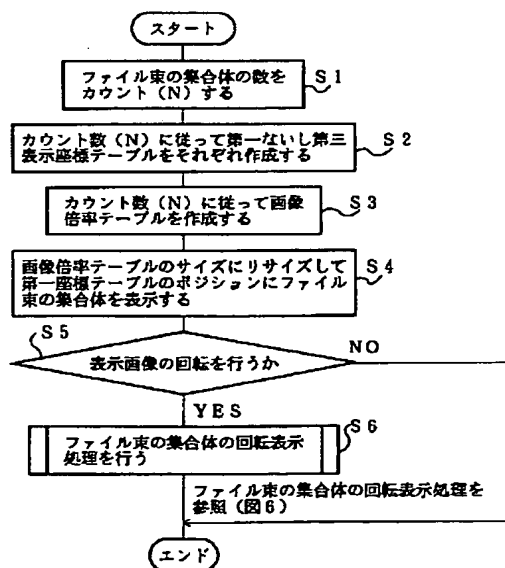 スタート
ファイル束の集合体の数を
カウント（N）する
S1
カウント数（N）に従って第一ないし第三
表示座標テーブルをそれぞれ作成する
S2
カウント数（N）に従って画像
倍率テーブルを作成する
S3
画像倍率テーブルのサイズにリサイズして
第一座標テーブルのポジションにファイル
束の集合体を表示する
S4
S5
表示画像の回転を行うか
NO
YES
ファイル束の集合体の回転表示
処理を行う
S6
ファイル束の集合体の回転表示処理を
参照（図6）
エンド